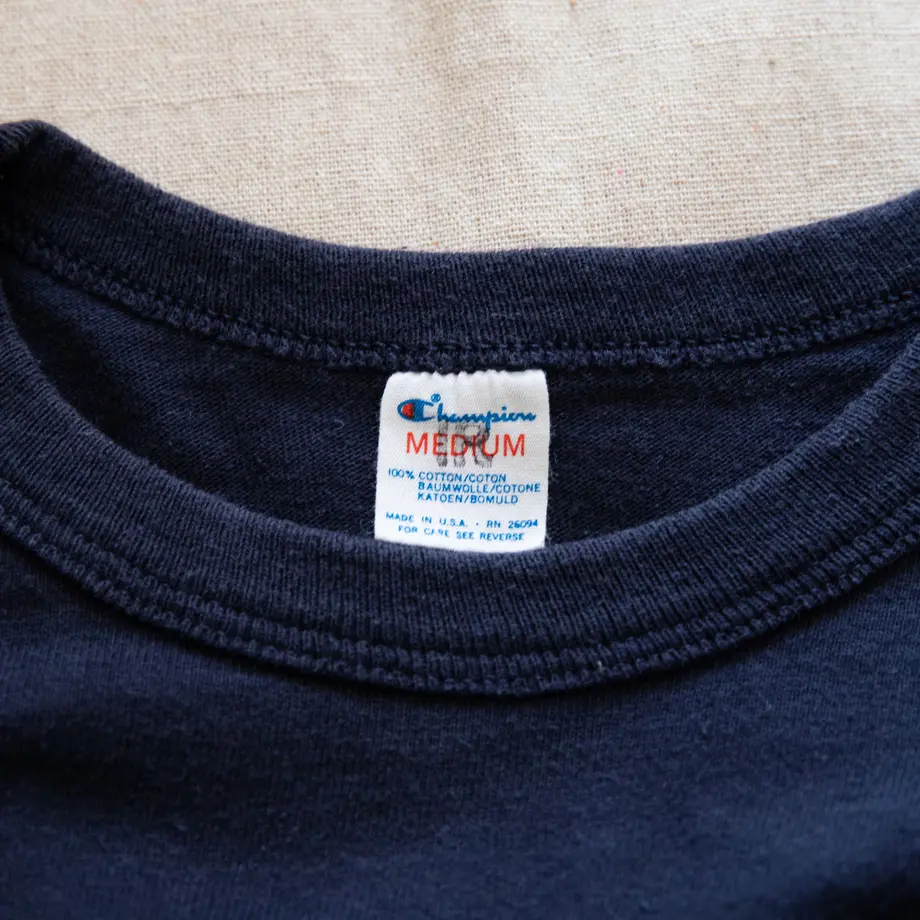 Champion®
MEDIUM
100% COTTON/COTON
BAUMWOLLE/COTONE
KATOEN/BOMULD
MADE IN U.S.A. · RN 26094
FOR CARE SEE REVERSE